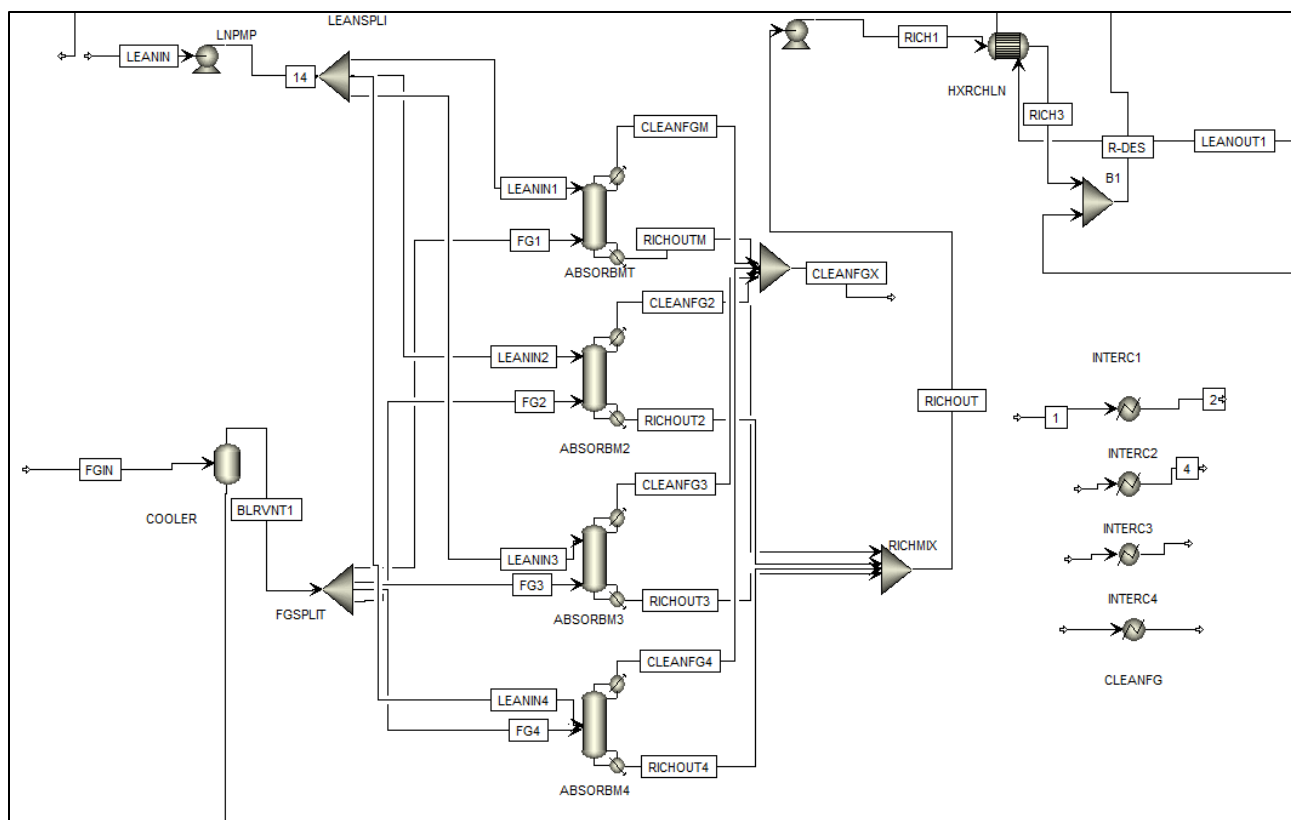 LEANSPLI
LNPMP
LEANIN
14
RICH1
HXRCHLN
RICH3
R-DES
LEANOUT1
B1
CLEANFGM
LEANIN1
FG1
RICHOUTM
ABSORBMT
CLEANFGX
CLEANFG2
LEANIN2
FG2
RICHOUT2
ABSORBM2
INTERC1
RICHOUT
1
2
INTERC2
4
FGIN
COOLER
BLRVNT1
CLEANFG3
LEANIN3
FG3
RICHOUT3
ABSORBM3
FGSPLIT
RICHMIX
INTERC3
INTERC4
CLEANFG4
LEANIN4
FG4
RICHOUT4
ABSORBM4
CLEANFG